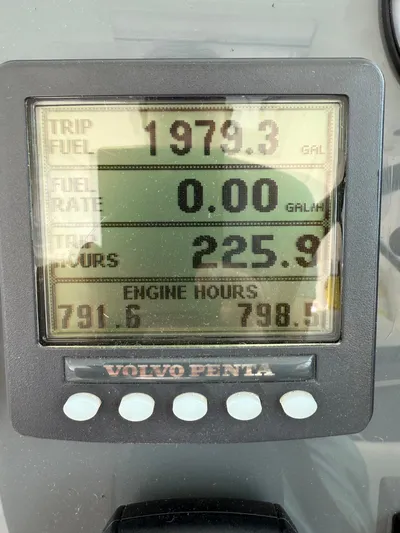 TRIP FUEL 1979.3 GAL
FUEL RATE 0.00 GAL/H
TRIP HOURS 225.9
ENGINE HOURS
791.6 798.5
VOLVO PENTA